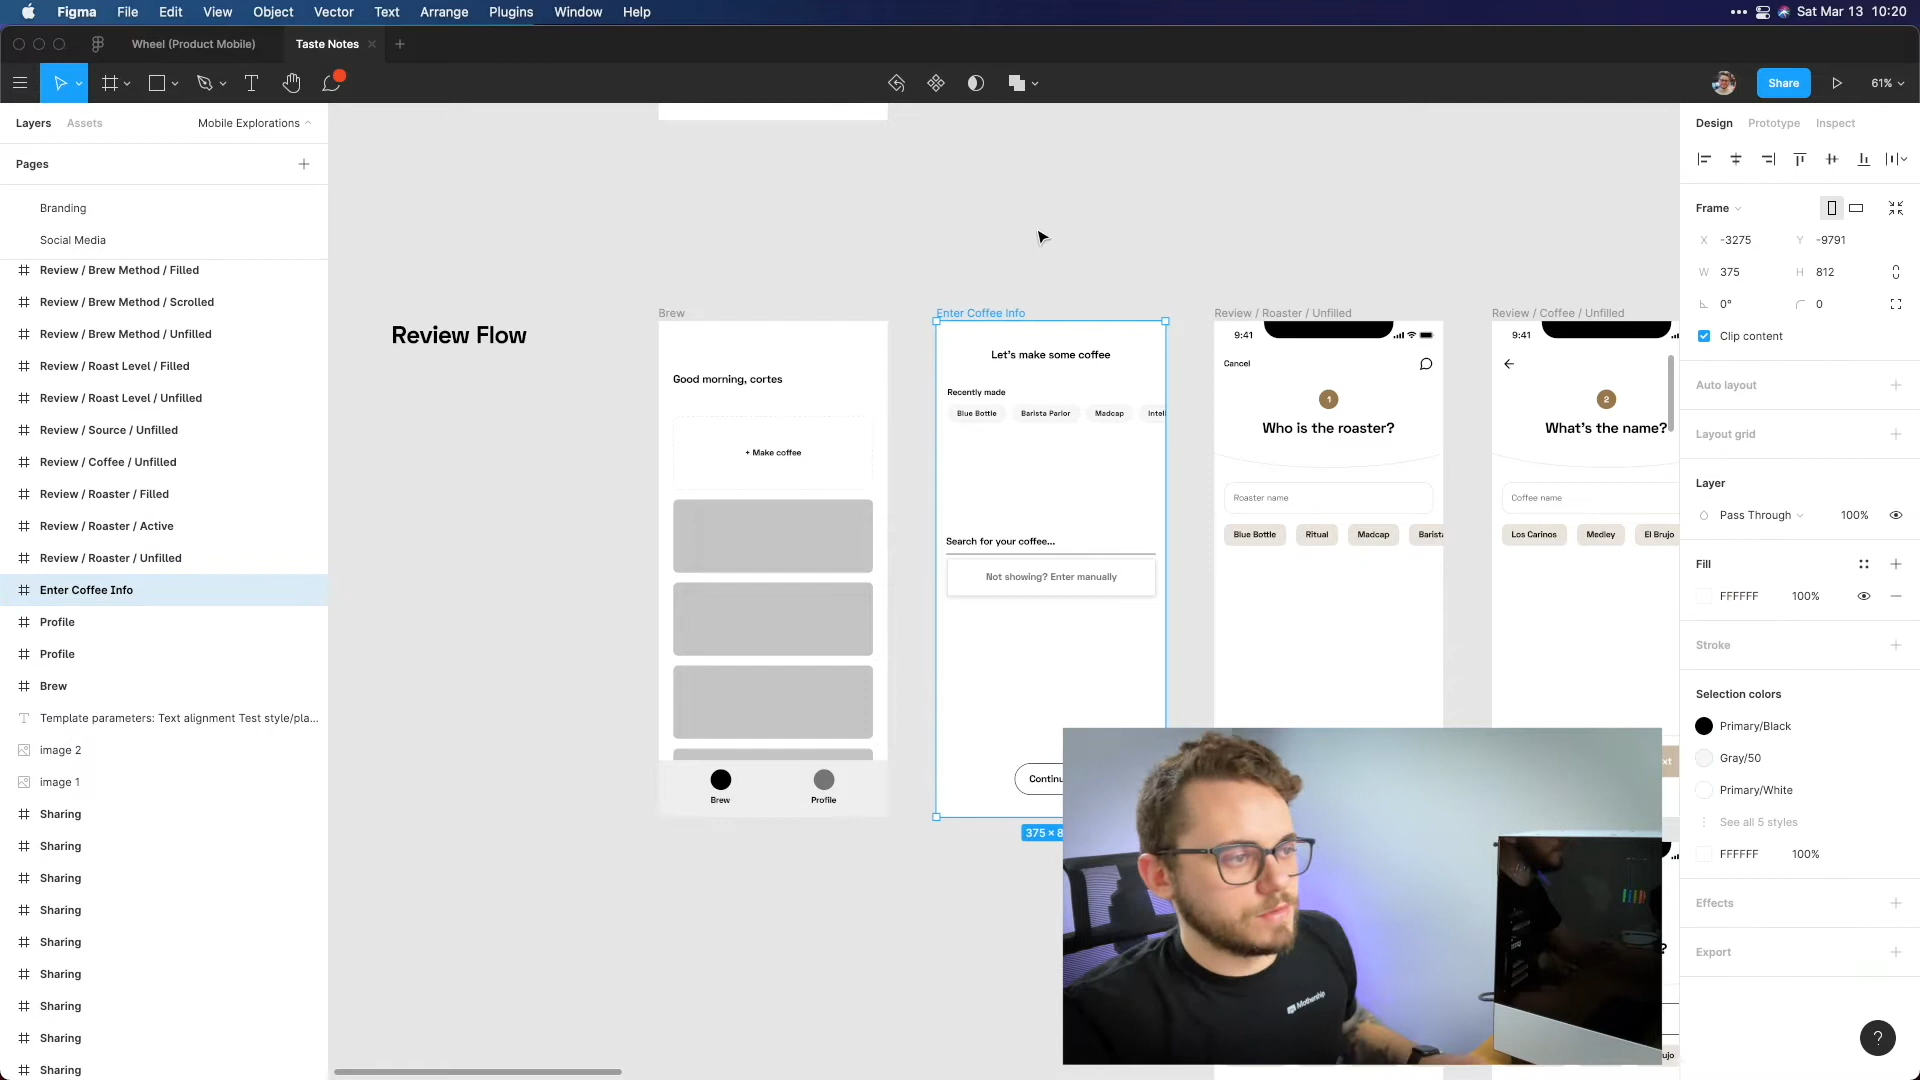 Figma File Edit View Object Vector Text Arrange Plugins Window Help
Sat Mar 13 10:20
Wheel (Product Mobile)
Taste Notes
Share
61%
Layers
Assets
Mobile Explorations
Pages
Branding
Social Media
Review / Brew Method / Filled
Review / Brew Method / Scrolled
Review / Brew Method / Unfilled
Review / Roast Level / Filled
Review / Roast Level / Unfilled
Review / Source / Unfilled
Review / Coffee / Unfilled
Review / Roaster / Filled
Review / Roaster / Active
Review / Roaster / Unfilled
Enter Coffee Info
Profile
Profile
Brew
Template parameters: Text alignment Test style/pla...
image 2
image 1
Sharing
Sharing
Sharing
Sharing
Sharing
Sharing
Sharing
Sharing
Sharing
Review Flow
Brew
Good morning, cortes
+ Make coffee
Brew
Profile
Enter Coffee Info
Let's make some coffee
Recently made
Blue Bottle
Barista Parlor
Madcap
Intell
Search for your coffee...
Not showing? Enter manually
Continu
375 × 8
Review / Roaster / Unfilled
9:41
Cancel
1
Who is the roaster?
Roaster name
Blue Bottle
Ritual
Madcap
Barista
Review / Coffee / Unfilled
9:41
2
What's the name?
Coffee name
Los Carinos
Medley
El Brujo
xt
?
ujo
Mothership
Design
Prototype
Inspect
Frame
X -3275
Y -9791
W 375
H 812
0°
0
Clip content
Auto layout
Layout grid
Layer
Pass Through
100%
Fill
FFFFFF
100%
Stroke
Selection colors
Primary/Black
Gray/50
Primary/White
See all 5 styles
FFFFFF
100%
Effects
Export
?